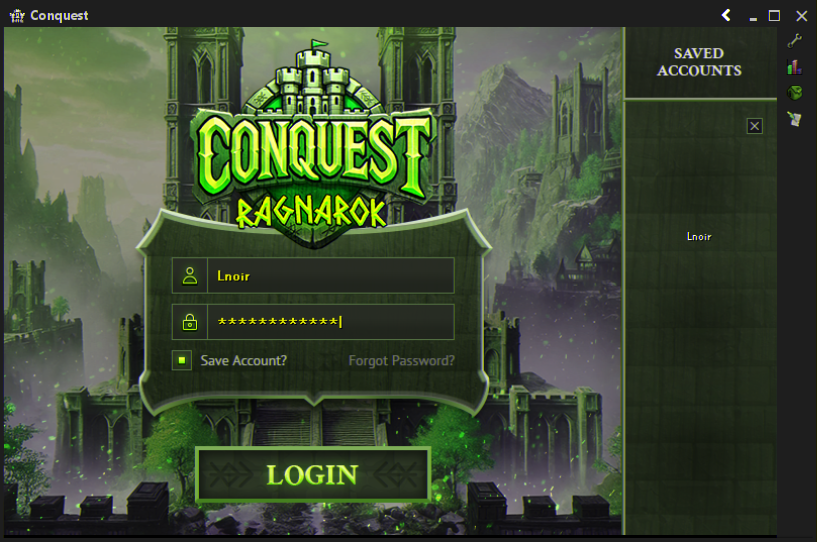 Conquest
CONQUEST
RAGNAROK
Lnoir
************
Save Account?
Forgot Password?
LOGIN
SAVED
ACCOUNTS
Lnoir